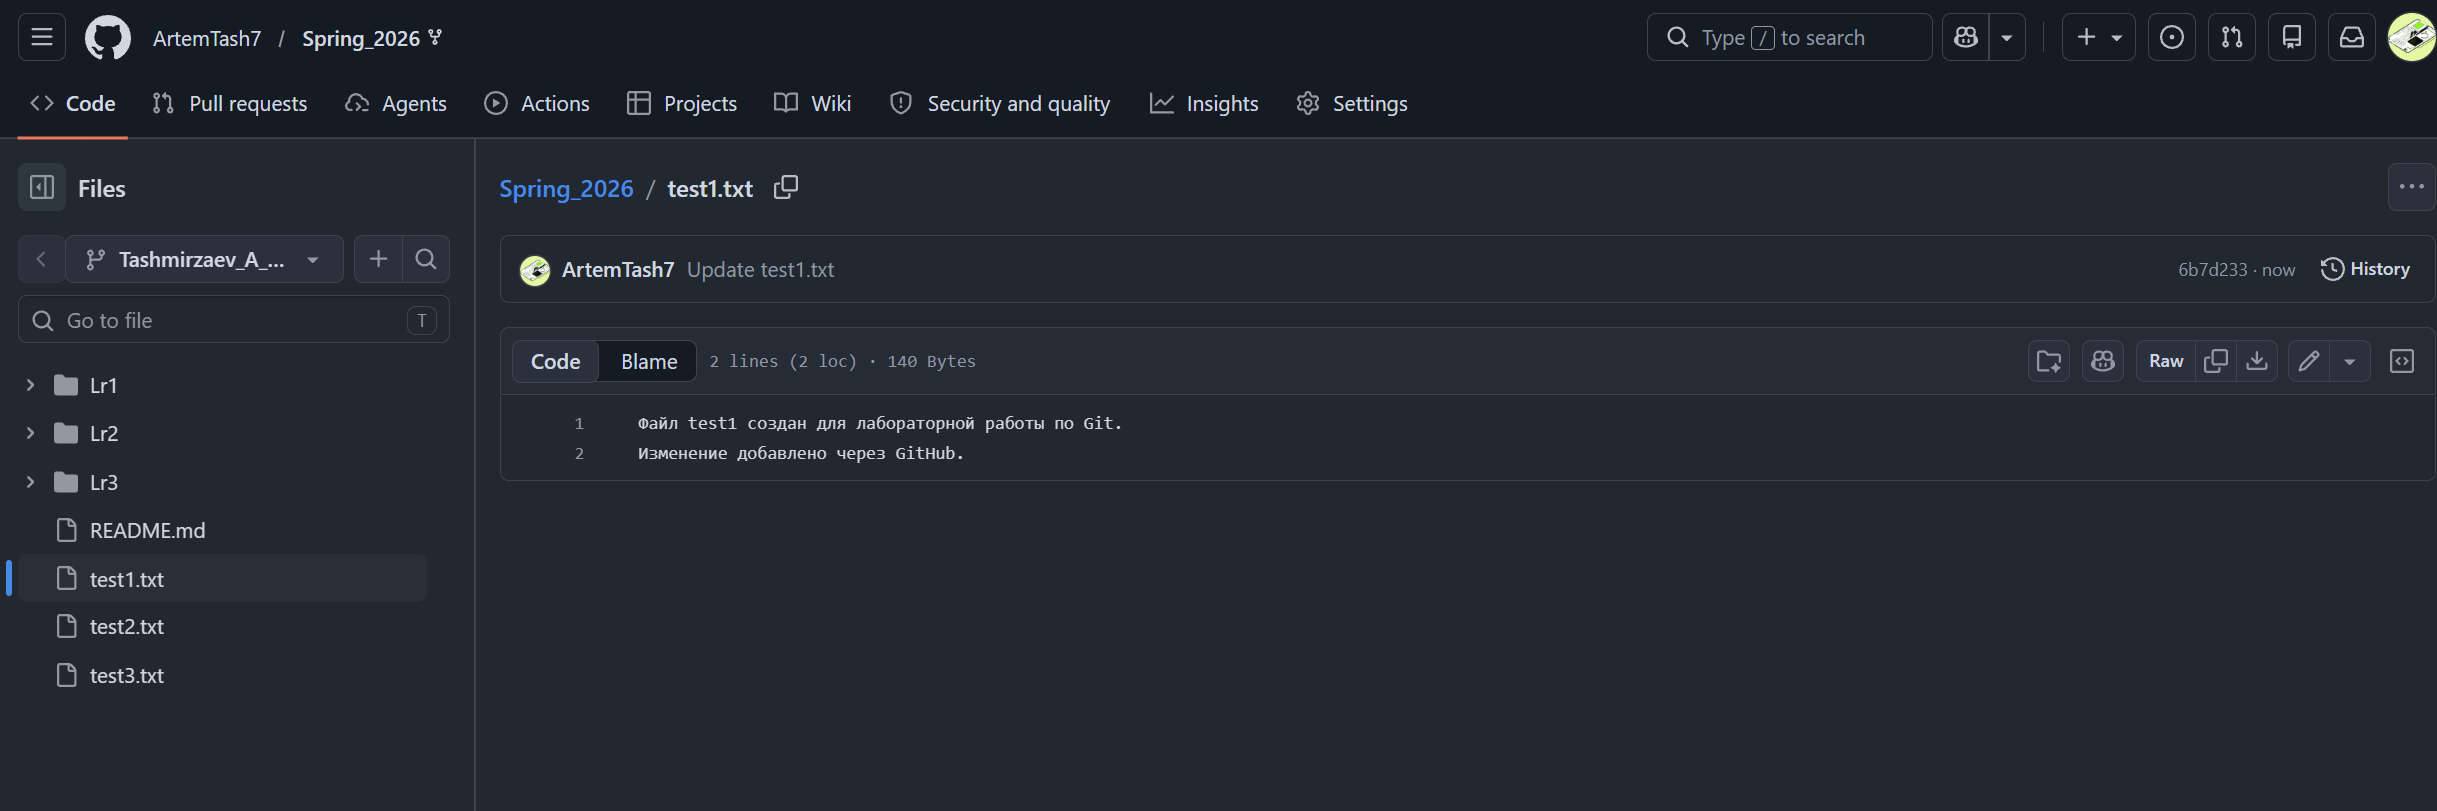 ArtemTash7 / Spring_2026
Type / to search
Code
Pull requests
Agents
Actions
Projects
Wiki
Security and quality
Insights
Settings
Files
Tashmirzaev_A_...
Go to file
T
Lr1
Lr2
Lr3
README.md
test1.txt
test2.txt
test3.txt
Spring_2026 / test1.txt
ArtemTash7 Update test1.txt
6b7d233 · now
History
Code
Blame
2 lines (2 loc) · 140 Bytes
Raw
1 Файл test1 создан для лабораторной работы по Git.
2 Изменение добавлено через GitHub.